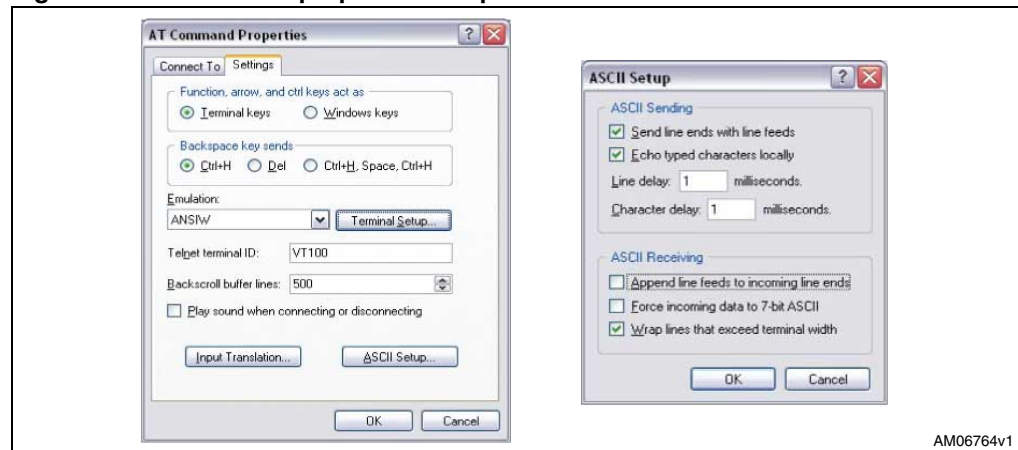 AT Command Properties
Connect To Settings
Function, arrow, and ctrl keys act as
Terminal keys Windows keys
Backspace key sends
Ctrl+H Del Ctrl+H, Space, Ctrl+H
Emulation:
ANSIW Terminal Setup...
Telnet terminal ID: VT100
Backscroll buffer lines: 500
Play sound when connecting or disconnecting
Input Translation... ASCII Setup...
OK Cancel
ASCII Setup
ASCII Sending
Send line ends with line feeds
Echo typed characters locally
Line delay: 1 milliseconds.
Character delay: 1 milliseconds.
ASCII Receiving
Append line feeds to incoming line ends
Force incoming data to 7-bit ASCII
Wrap lines that exceed terminal width
OK Cancel
AM06764v1